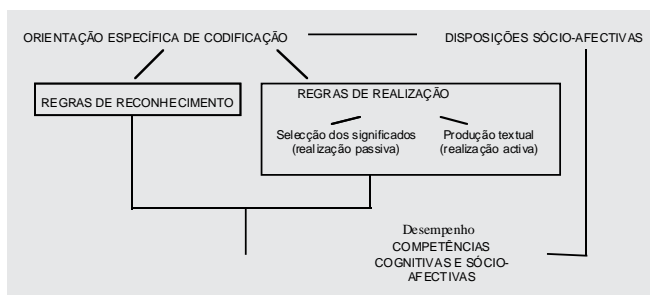 ORIENTAÇÃO ESPECÍFICA DE CODIFICAÇÃO
DISPOSIÇÕES SÓCIO-AFECTIVAS
REGRAS DE RECONHECIMENTO
REGRAS DE REALIZAÇÃO
Selecção dos significados
(realização passiva)
Produção textual
(realização activa)
Desempenho
COMPETÊNCIAS
COGNITIVAS E SÓCIO-
AFECTIVAS